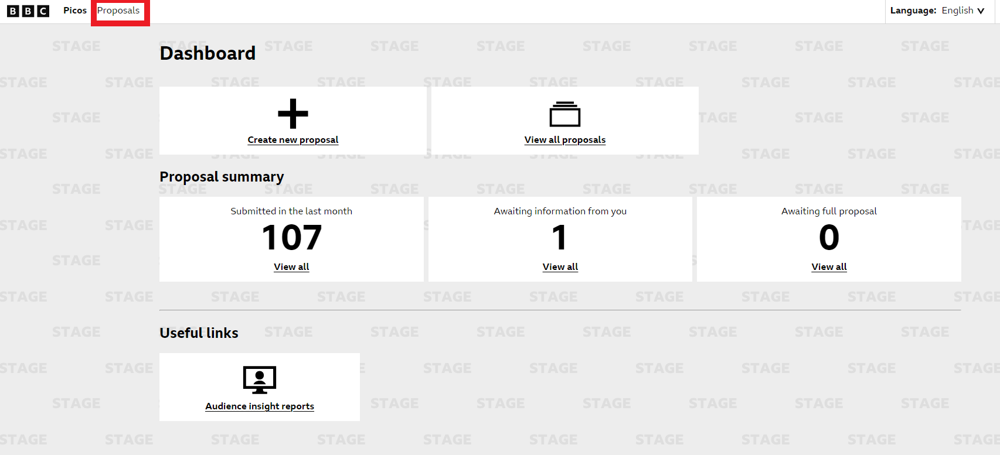 BBC Picos Proposals Language: English
Dashboard
Create new proposal View all proposals
Proposal summary
Submitted in the last month Awaiting information from you Awaiting full proposal
107 1 0
View all View all View all
Useful links
Audience insight reports
STAGE